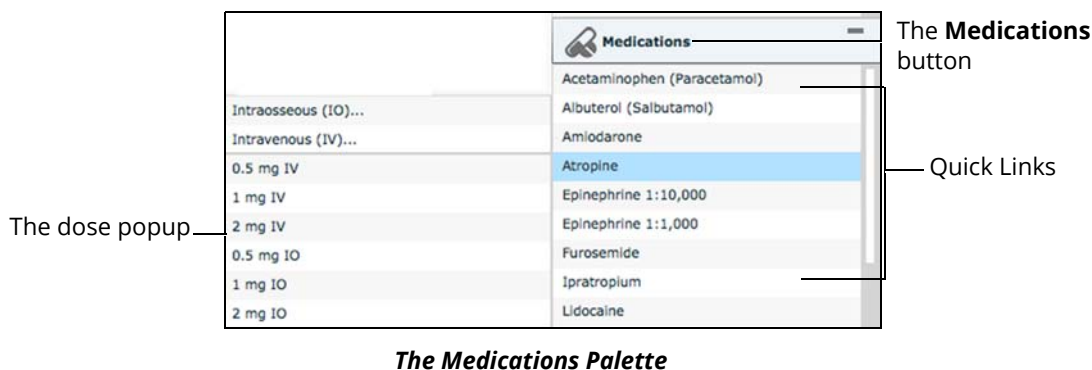 Medications
Acetaminophen (Paracetamol)
Albuterol (Salbutamol)
Amiodarone
Atropine
Epinephrine 1:10,000
Epinephrine 1:1,000
Furosemide
Ipratropium
Lidocaine
Intraosseous (IO)...
Intravenous (IV)...
0.5 mg IV
1 mg IV
2 mg IV
0.5 mg IO
1 mg IO
2 mg IO
The dose popup
The Medications
button
Quick Links
The Medications Palette